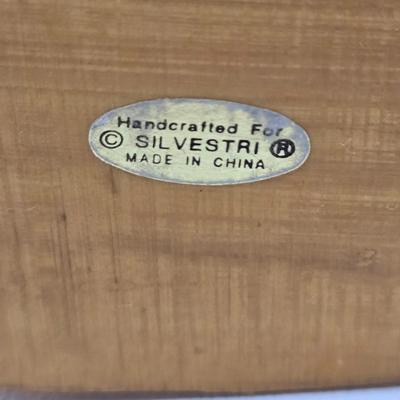 Handcrafted For
© SILVESTRI ®
MADE IN CHINA